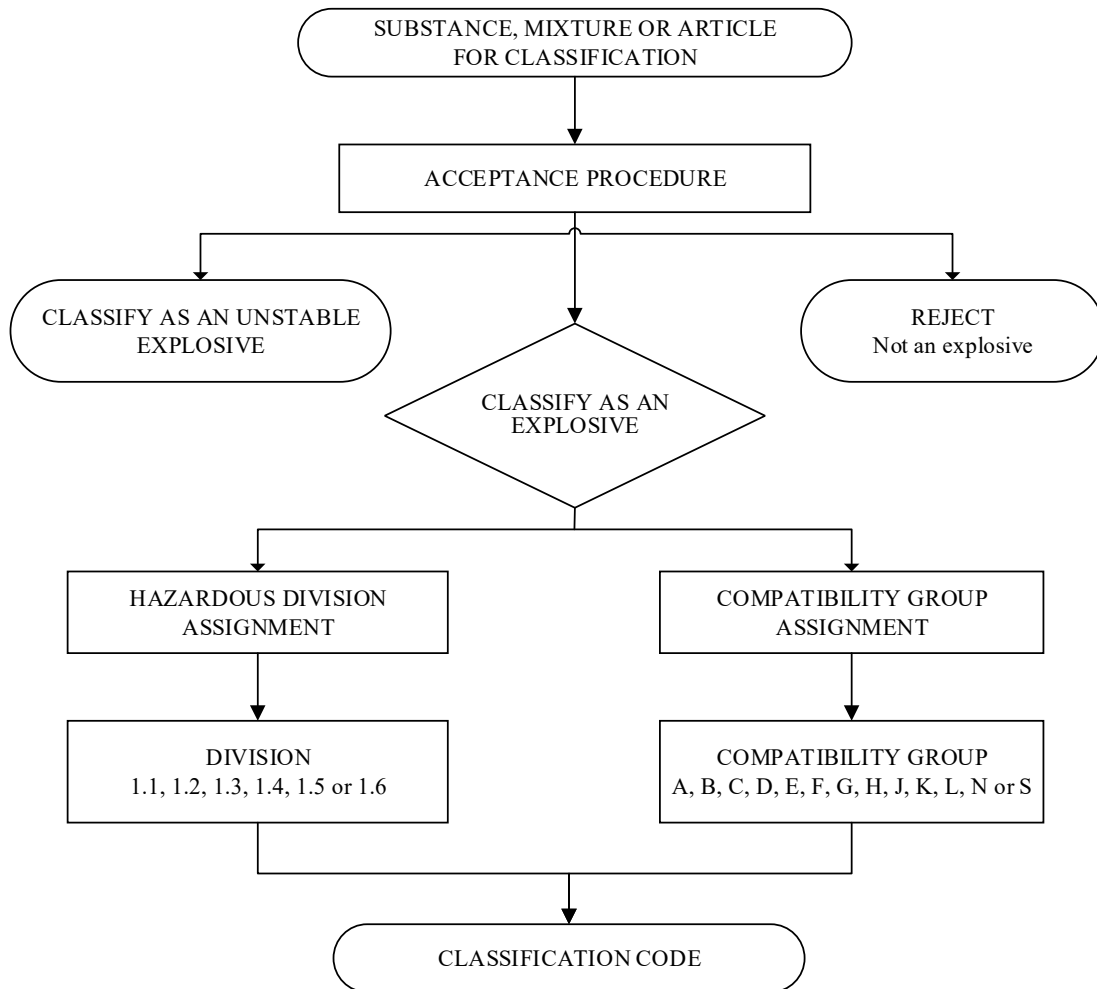 SUBSTANCE, MIXTURE OR ARTICLE
FOR CLASSIFICATION
ACCEPTANCE PROCEDURE
CLASSIFY AS AN UNSTABLE
EXPLOSIVE
REJECT
Not an explosive
CLASSIFY AS AN
EXPLOSIVE
HAZARDOUS DIVISION
ASSIGNMENT
COMPATIBILITY GROUP
ASSIGNMENT
DIVISION
1.1, 1.2, 1.3, 1.4, 1.5 or 1.6
COMPATIBILITY GROUP
A, B, C, D, E, F, G, H, J, K, L, N or S
CLASSIFICATION CODE